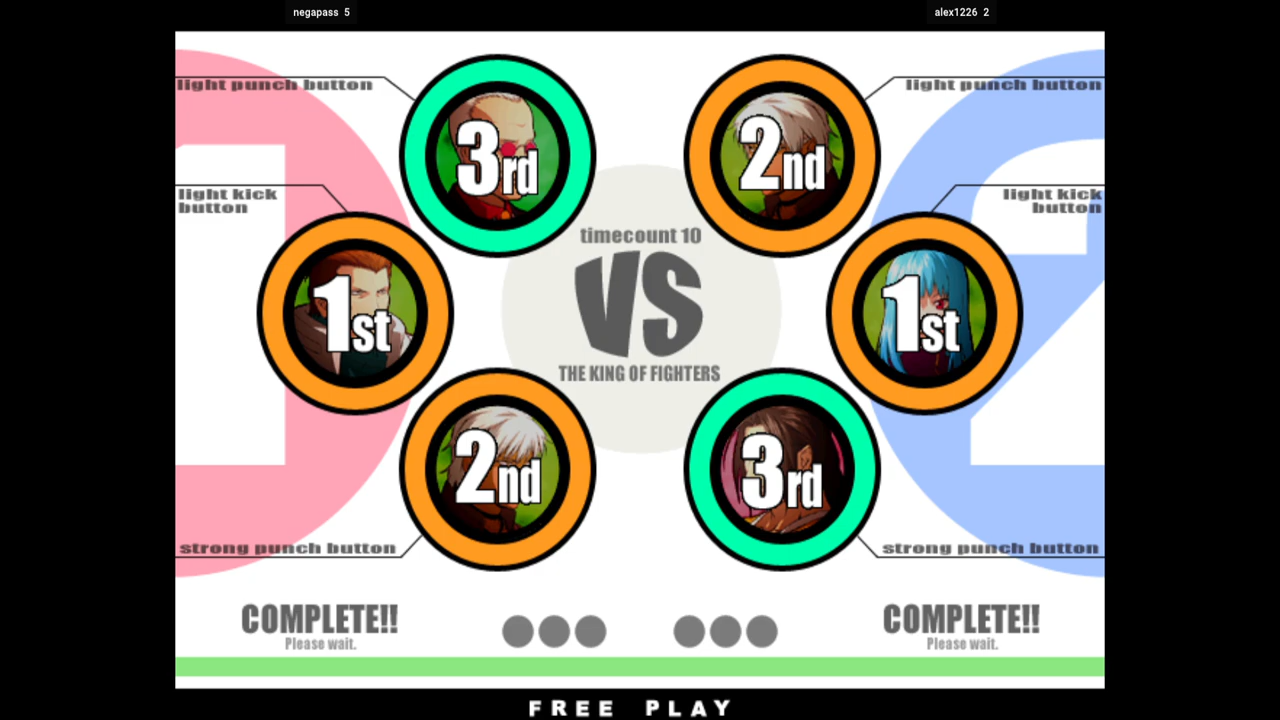 negapass 5
alex1226 2
light punch button
light punch button
3rd
2nd
light kick
button
light kick
button
timecount 10
VS
THE KING OF FIGHTERS
1st
1st
1
2
2nd
3rd
strong punch button
strong punch button
COMPLETE!!
Please wait.
COMPLETE!!
Please wait.
FREE PLAY